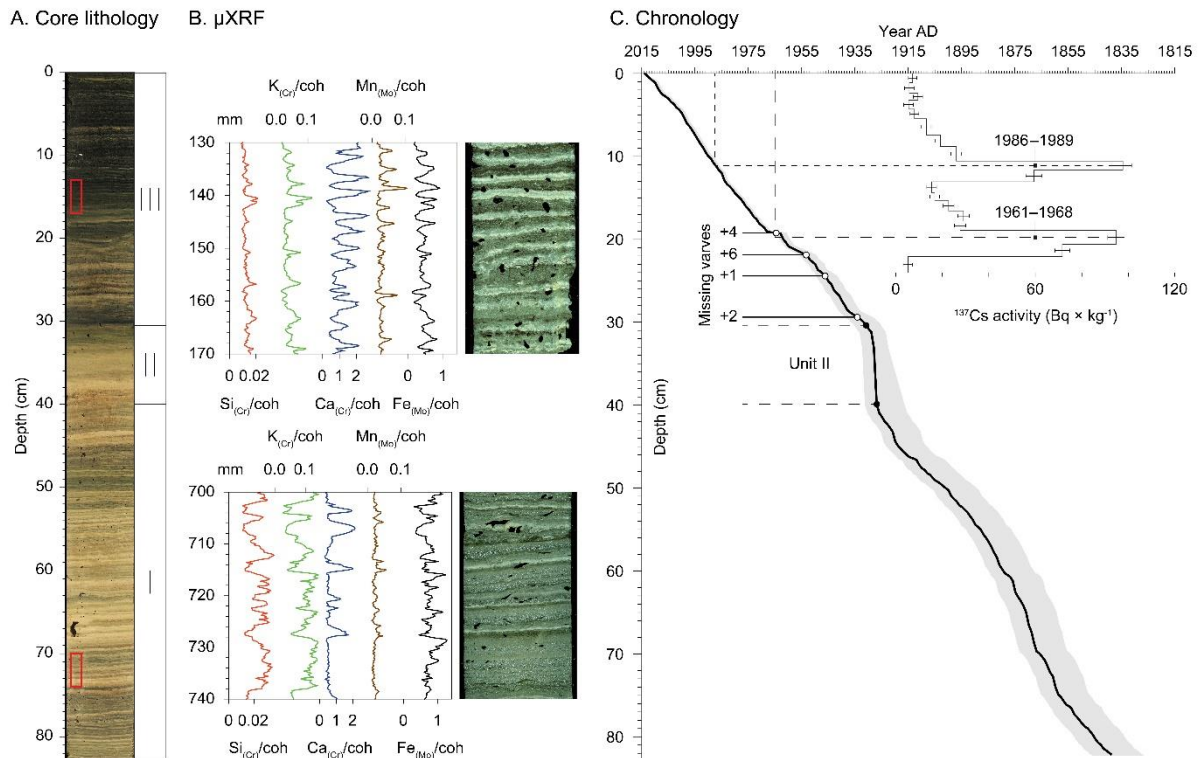 A. Core lithology
0
10
20
30
40
50
60
70
80
Depth (cm)
III
II
I
B. µXRF
K(Cr)/coh Mn(Mo)/coh
mm 0.0 0.1 0.0 0.1
130
140
150
160
170
0 0.02 0 1 2 0 1
Si(Cr)/coh Ca(Cr)/coh Fe(Mo)/coh
K(Cr)/coh Mn(Mo)/coh
mm 0.0 0.1 0.0 0.1
700
710
720
730
740
0 0.02 0 1 2 0 1
Si(Cr)/coh Ca(Cr)/coh Fe(Mo)/coh
C. Chronology
Year AD
2015 1995 1975 1955 1935 1915 1895 1875 1855 1835 1815
0
10
20
30
40
50
60
70
80
Depth (cm)
Missing varves
+4
+6
+1
+2
Unit II
1986–1989
1961–1968
0 60 120
¹³⁷Cs activity (Bq × kg⁻¹)